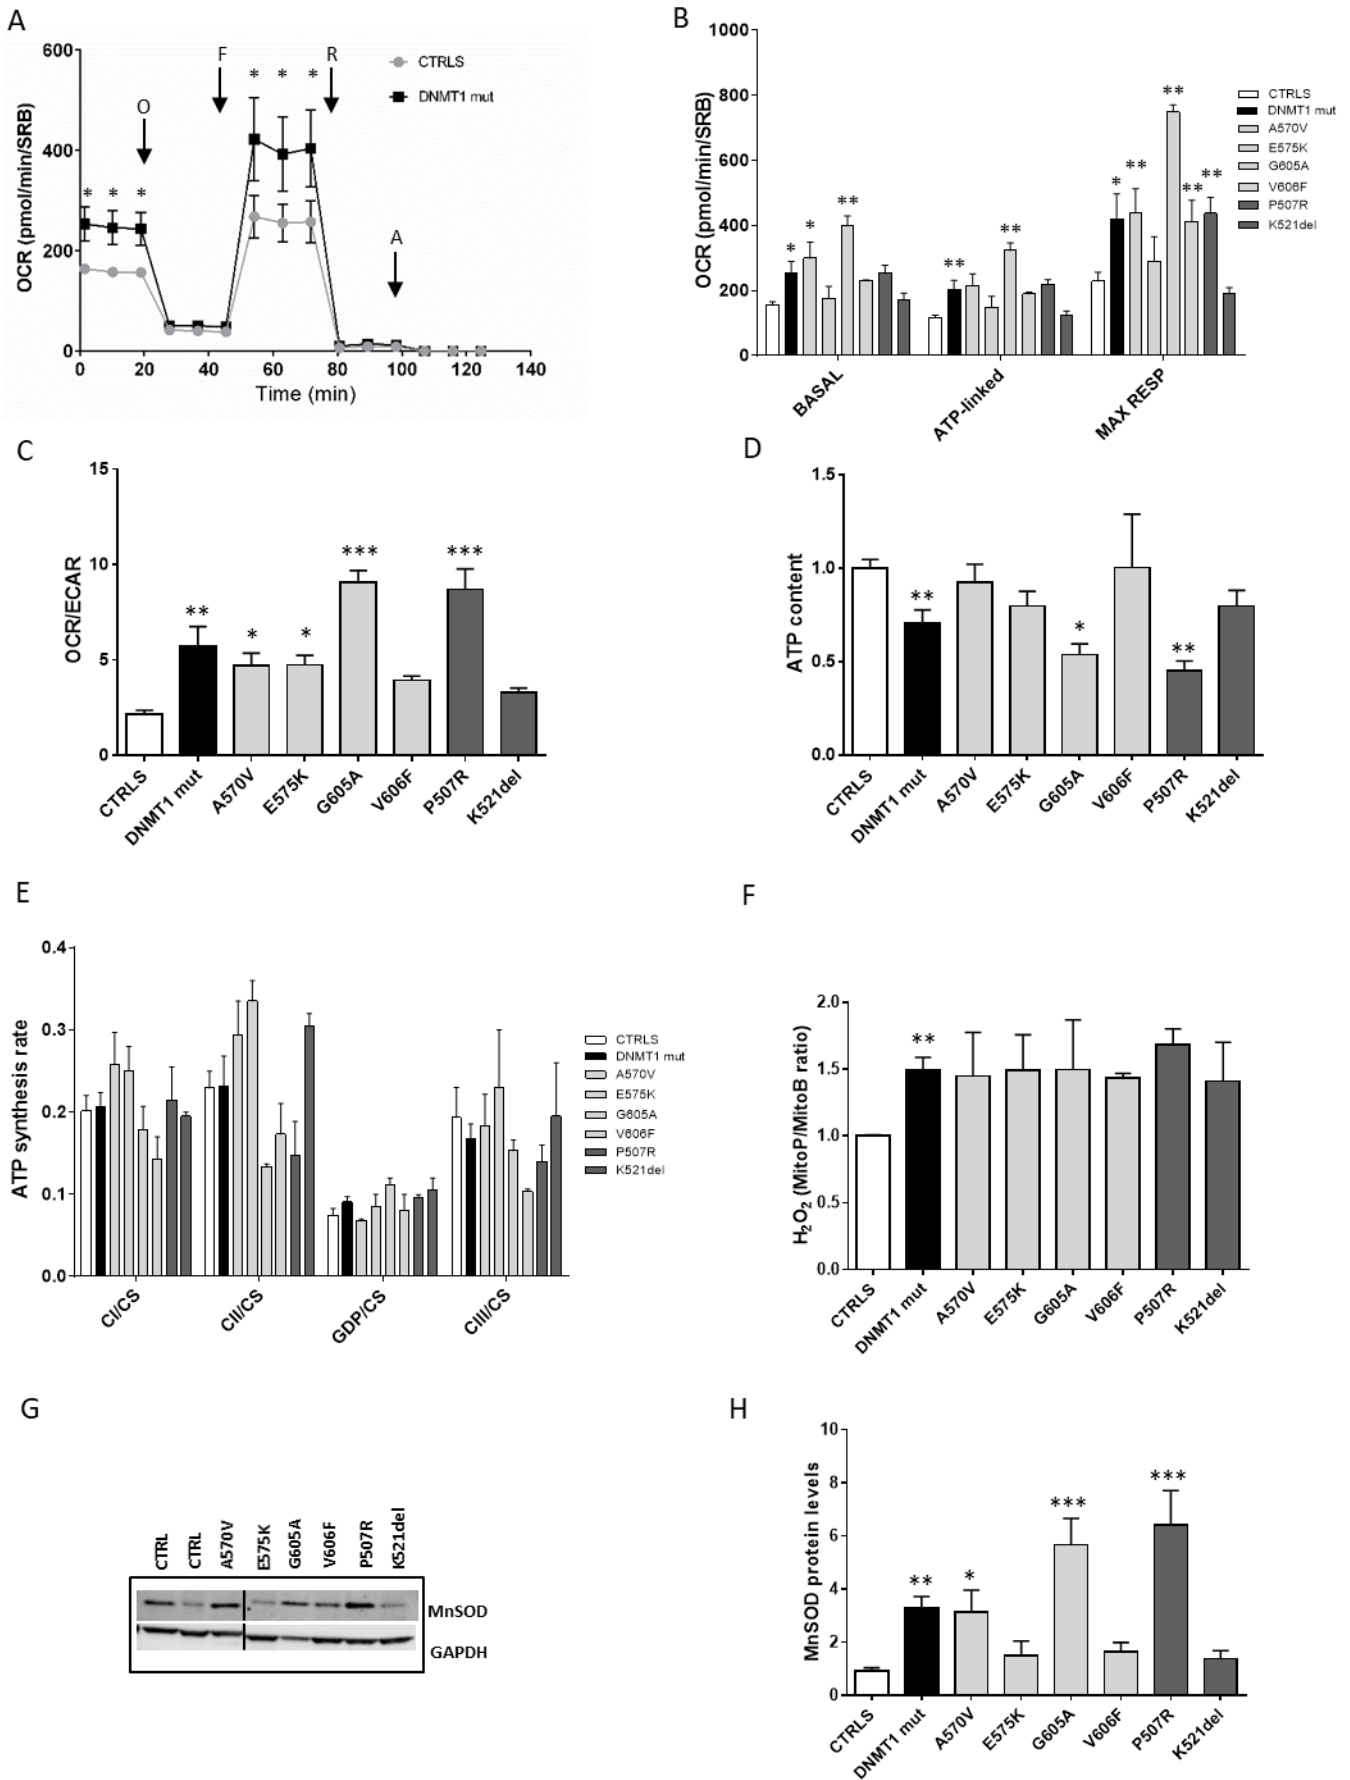 A
600
400
200
0
OCR (pmol/min/SRB)
0 20 40 60 80 100 120 140
Time (min)
O
F
R
A
* * *
* * *
CTRLS
DNMT1 mut
B
1000
800
600
400
200
0
OCR (pmol/min/SRB)
* * **
** **
* ** ** ** **
BASAL
ATP-linked
MAX RESP
CTRLS
DNMT1 mut
A570V
E575K
G605A
V606F
P507R
K521del
C
15
10
5
0
OCR/ECAR
** * * *** ***
CTRLS
DNMT1 mut
A570V
E575K
G605A
V606F
P507R
K521del
D
1.5
1.0
0.5
0.0
ATP content
** * **
CTRLS
DNMT1 mut
A570V
E575K
G605A
V606F
P507R
K521del
E
0.4
0.3
0.2
0.1
0.0
ATP synthesis rate
CI/CS
CII/CS
GDP/CS
CIII/CS
CTRLS
DNMT1 mut
A570V
E575K
G605A
V606F
P507R
K521del
F
2.0
1.5
1.0
0.5
0.0
H₂O₂ (MitoP/MitoB ratio)
**
CTRLS
DNMT1 mut
A570V
E575K
G605A
V606F
P507R
K521del
G
CTRL
CTRL
A570V
E575K
G605A
V606F
P507R
K521del
MnSOD
GAPDH
H
10
8
6
4
2
0
MnSOD protein levels
** * *** ***
CTRLS
DNMT1 mut
A570V
E575K
G605A
V606F
P507R
K521del